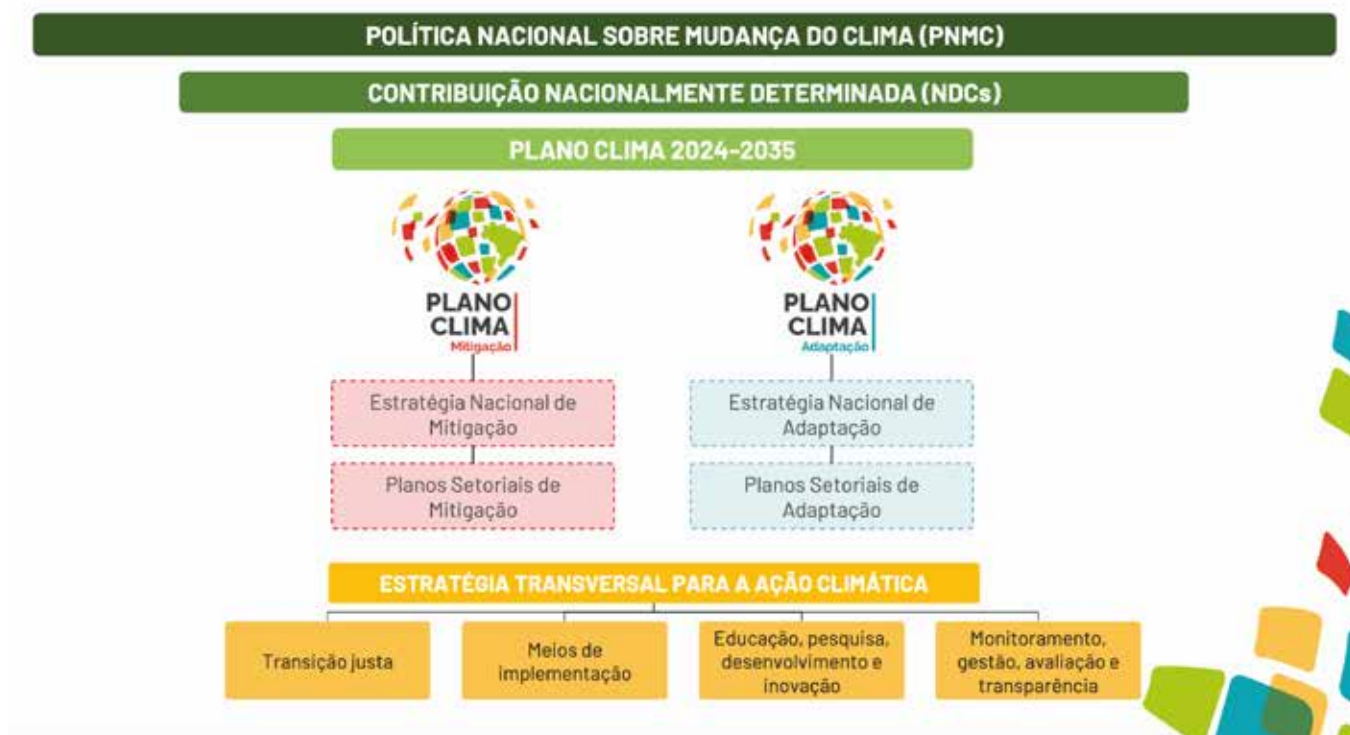 POLÍTICA NACIONAL SOBRE MUDANÇA DO CLIMA (PNMC)
CONTRIBUIÇÃO NACIONALMENTE DETERMINADA (NDCs)
PLANO CLIMA 2024-2035
PLANO
CLIMA
Mitigação
PLANO
CLIMA
Adaptação
Estratégia Nacional de
Mitigação
Estratégia Nacional de
Adaptação
Planos Setoriais de
Mitigação
Planos Setoriais de
Adaptação
ESTRATÉGIA TRANSVERSAL PARA A AÇÃO CLIMÁTICA
Transição justa
Meios de
implementação
Educação, pesquisa,
desenvolvimento e
inovação
Monitoramento,
gestão, avaliação e
transparência